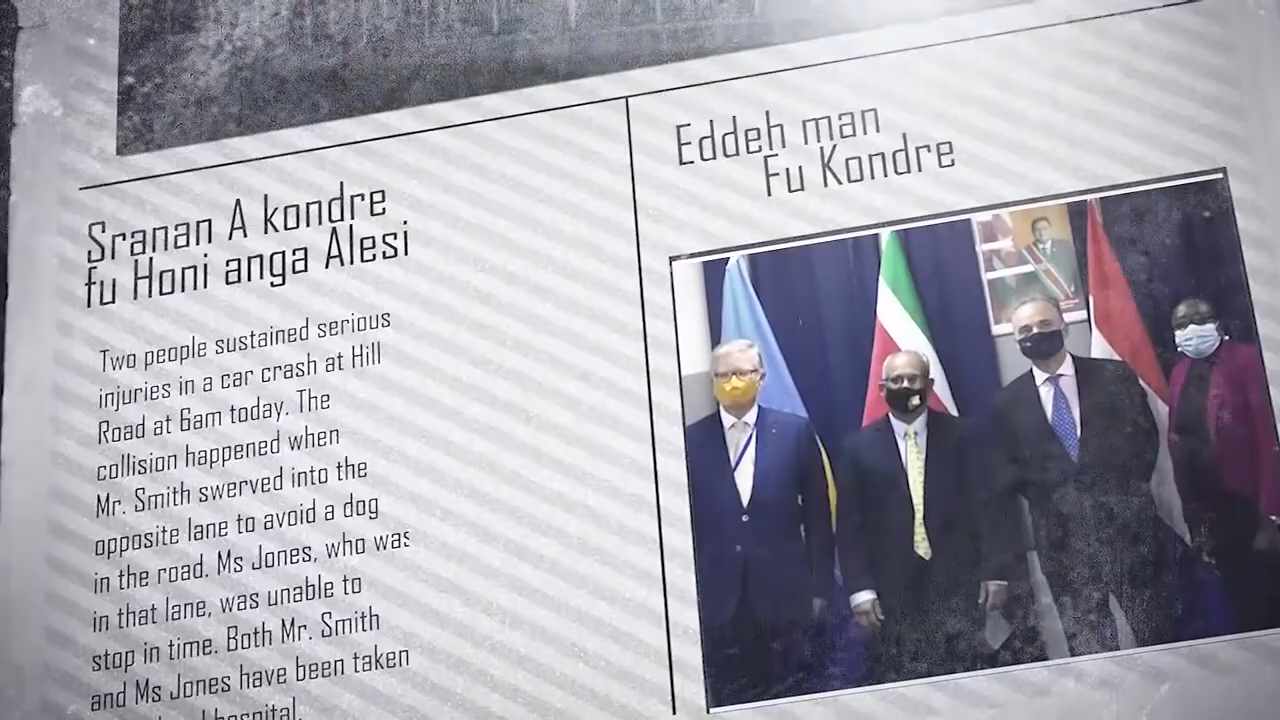 Sranan A kondre
fu Honi anga Alesi
Two people sustained serious
injuries in a car crash at Hill
Road at 6am today. The
collision happened when
Mr. Smith swerved into the
opposite lane to avoid a dog
in the road. Ms Jones, who was
in that lane, was unable to
stop in time. Both Mr. Smith
and Ms Jones have been taken
hospital.
Eddeh man
Fu Kondre